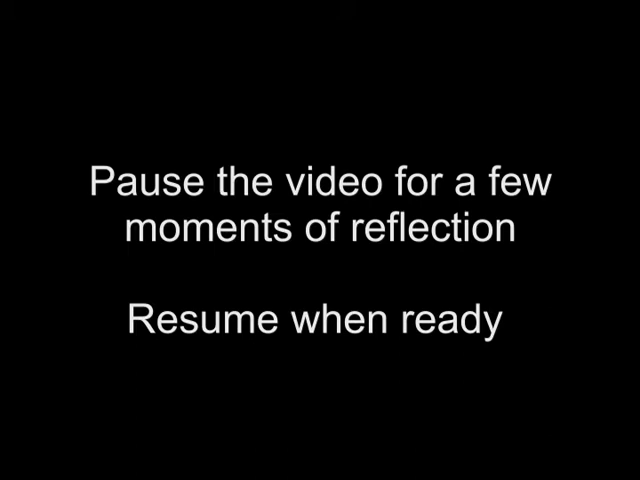 Pause the video for a few
moments of reflection
Resume when ready